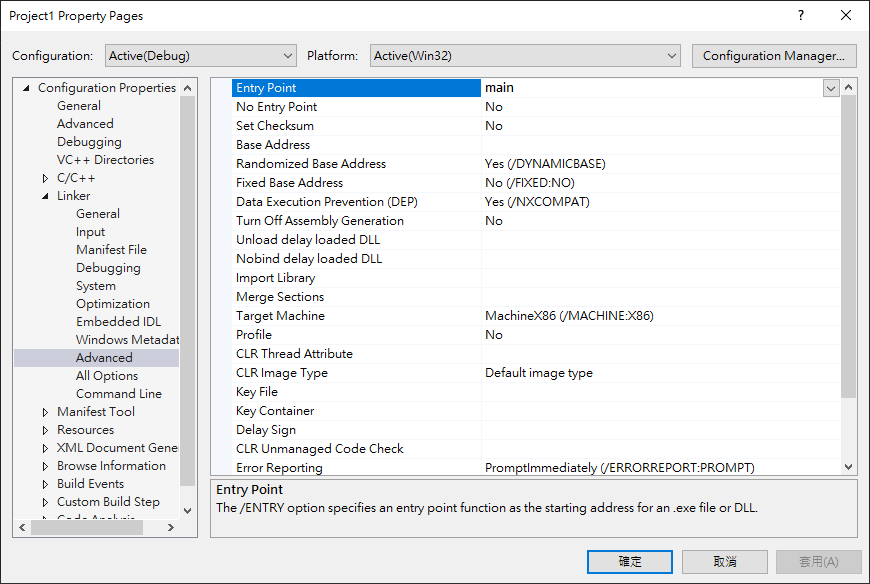 Project1 Property Pages
?
Configuration: Active(Debug) Platform: Active(Win32) Configuration Manager...
Configuration Properties
General
Advanced
Debugging
VC++ Directories
C/C++
Linker
General
Input
Manifest File
Debugging
System
Optimization
Embedded IDL
Windows Metadat
Advanced
All Options
Command Line
Manifest Tool
Resources
XML Document Gene
Browse Information
Build Events
Custom Build Step
Code Analysis
Entry Point main
No Entry Point No
Set Checksum No
Base Address
Randomized Base Address Yes (/DYNAMICBASE)
Fixed Base Address No (/FIXED:NO)
Data Execution Prevention (DEP) Yes (/NXCOMPAT)
Turn Off Assembly Generation No
Unload delay loaded DLL
Nobind delay loaded DLL
Import Library
Merge Sections
Target Machine MachineX86 (/MACHINE:X86)
Profile No
CLR Thread Attribute
CLR Image Type Default image type
Key File
Key Container
Delay Sign
CLR Unmanaged Code Check
Error Reporting PromptImmediately (/ERRORREPORT:PROMPT)
Entry Point
The /ENTRY option specifies an entry point function as the starting address for an .exe file or DLL.
確定 取消 套用(A)